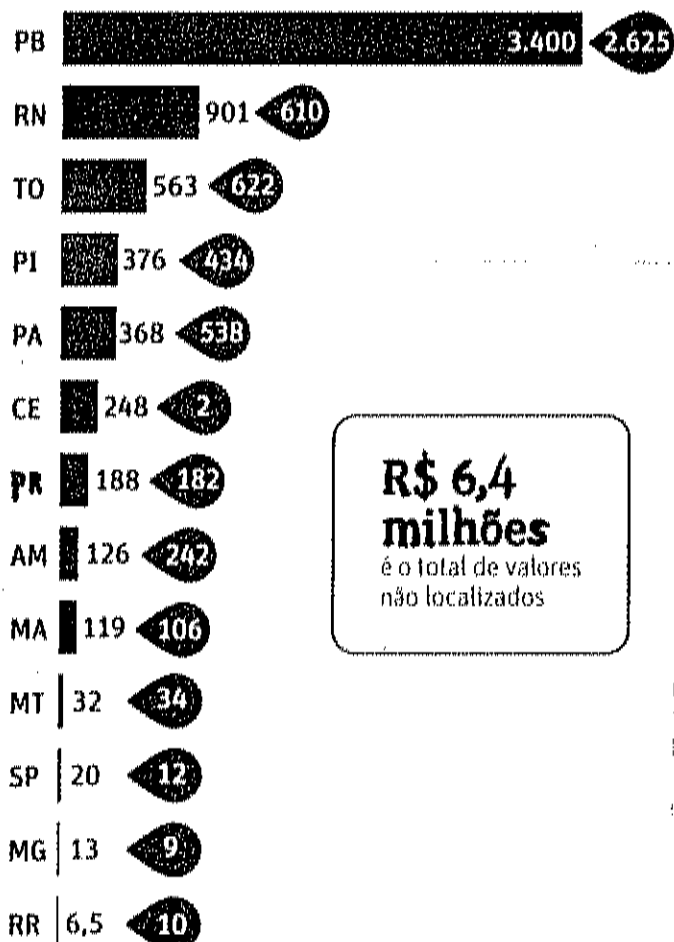 PB 3.400 2.625
RN 901 610
TO 563 622
PI 376 434
PA 368 538
CE 248 2
PR 188 182
AM 126 242
MA 119 106
MT 32 34
SP 20 12
MG 13 9
RR 6,5 10
R$ 6,4
milhões
é o total de valores
não localizados